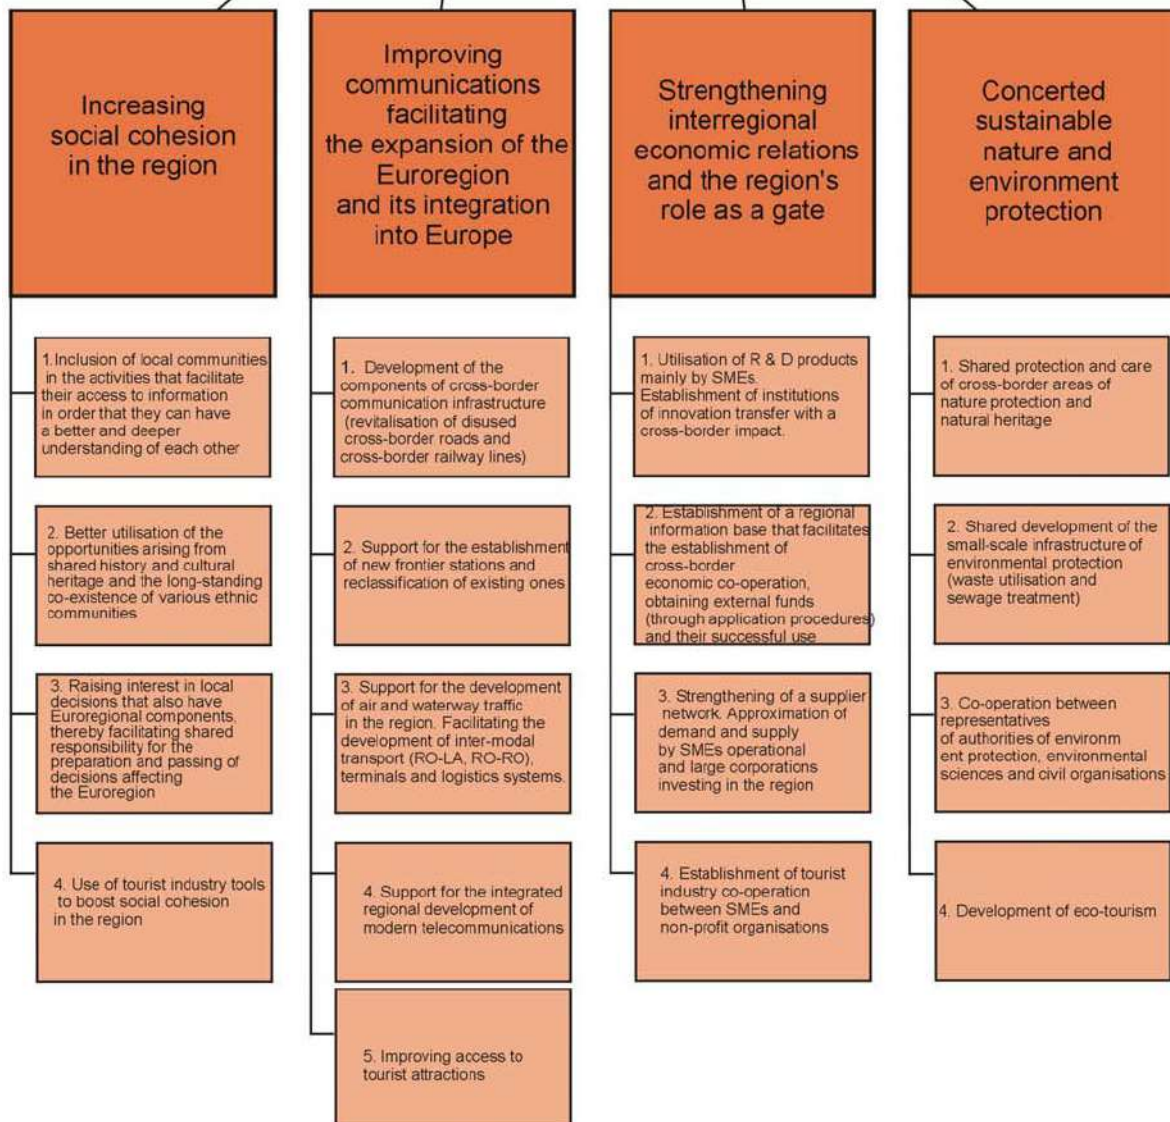 Increasing
social cohesion
in the region
1.Inclusion of local communities
in the activities that facilitate
their access to information
in order that they can have
a better and deeper
understanding of each other
2. Better utilisation of the
opportunities arising from
shared history and cultural
heritage and the long-standing
co-existence of various ethnic
communities
3. Raising interest in local
decisions that also have
Euroregional components,
thereby facilitating shared
responsibility for the
preparation and passing of
decisions affecting
the Euroregion
4. Use of tourist industry tools
to boost social cohesion
in the region
Improving
communications
facilitating
the expansion of the
Euroregion
and its integration
into Europe
1. Development of the
components of cross-border
communication infrastructure
(revitalisation of disused
cross-border roads and
cross-border railway lines)
2. Support for the establishment
of new frontier stations and
reclassification of existing ones
3. Support for the development
of air and waterway traffic
in the region. Facilitating the
development of inter-modal
transport (RO-LA, RO-RO),
terminals and logistics systems.
4. Support for the integrated
regional development of
modern telecommunications
5. Improving access to
tourist attractions
Strengthening
interregional
economic relations
and the region's
role as a gate
1. Utilisation of R & D products
mainly by SMEs.
Establishment of institutions
of innovation transfer with a
cross-border impact.
2. Establishment of a regional
information base that facilitates
the establishment of
cross-border
economic co-operation,
obtaining external funds
(through application procedures)
and their successful use
3. Strengthening of a supplier
network. Approximation of
demand and supply
by SMEs operational
and large corporations
investing in the region
4. Establishment of tourist
industry co-operation
between SMEs and
non-profit organisations
Concerted
sustainable
nature and
environment
protection
1. Shared protection and care
of cross-border areas of
nature protection and
natural heritage
2. Shared development of the
small-scale infrastructure of
environmental protection
(waste utilisation and
sewage treatment)
3. Co-operation between
representatives
of authorities of environm
ent protection, environmental
sciences and civil organisations
4. Development of eco-tourism